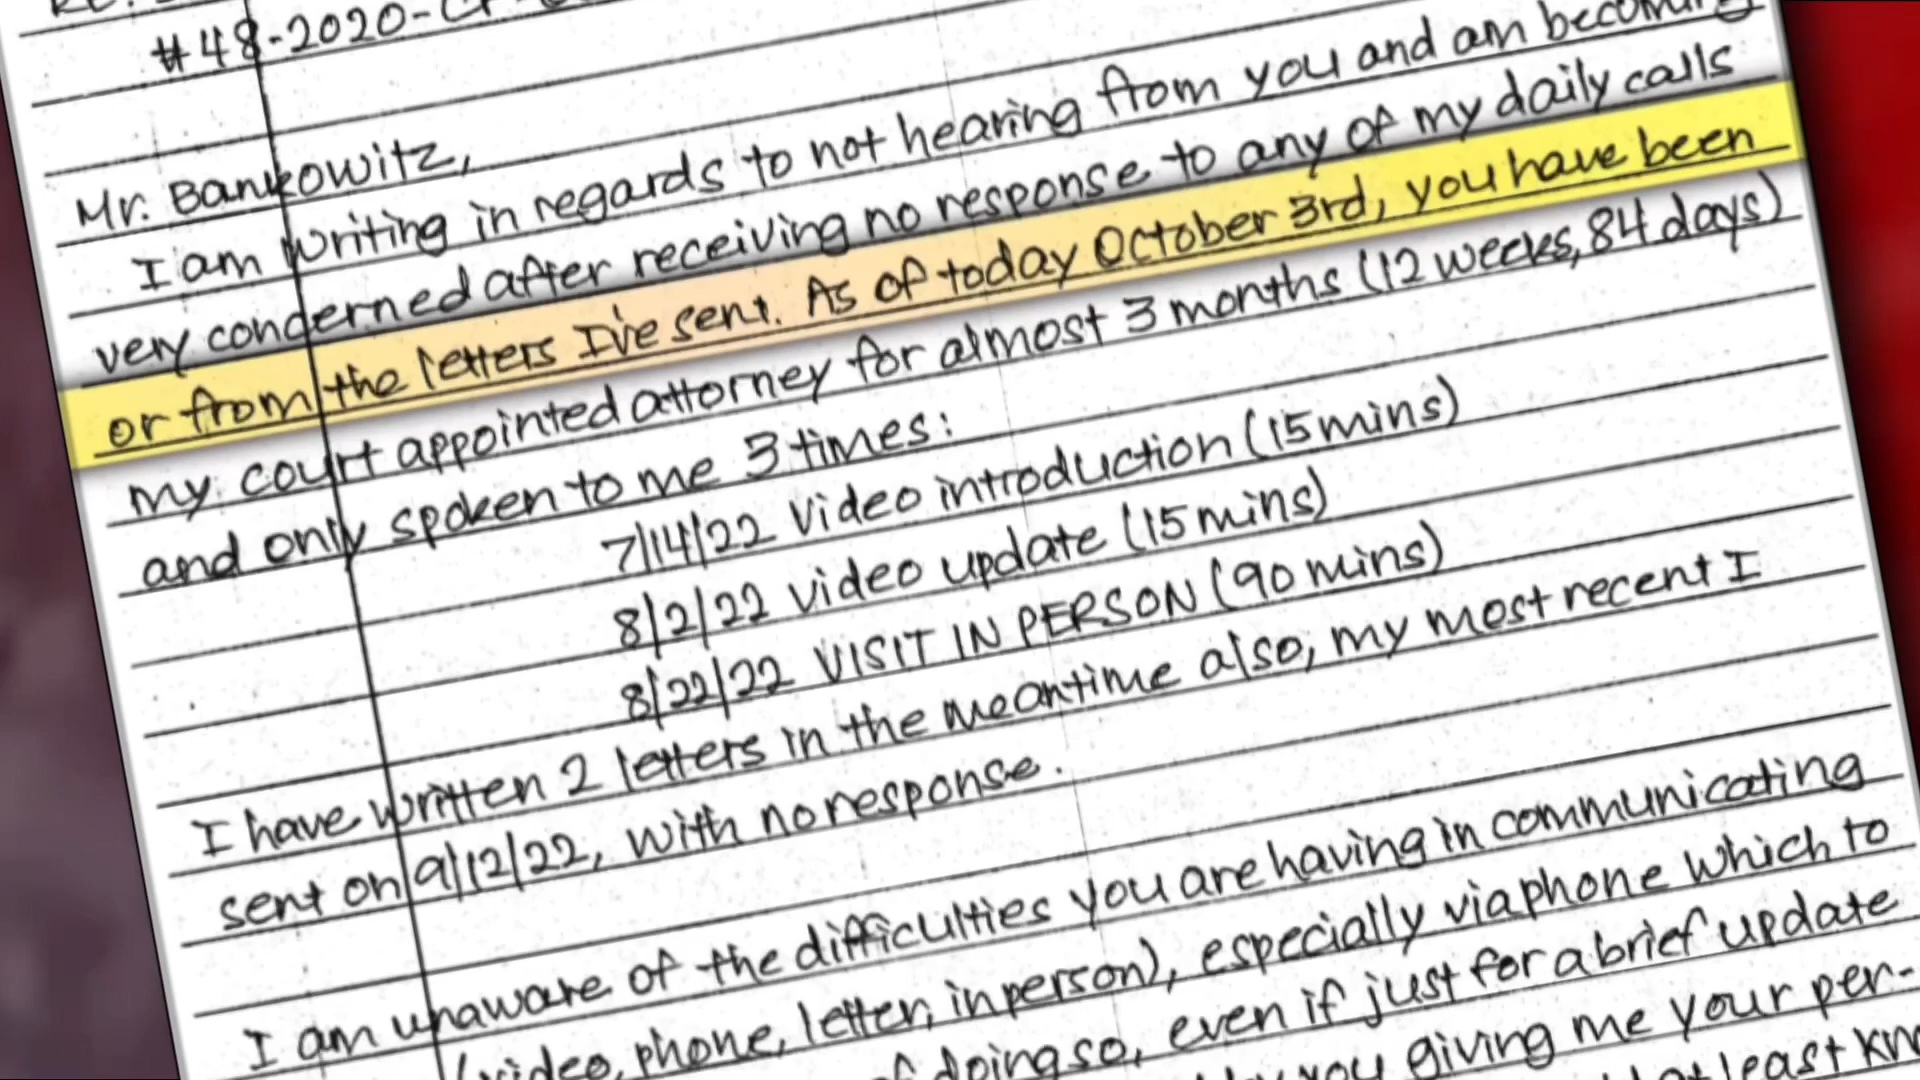 #48-2020-CF-
Mr. Bankowitz,
I am writing in regards to not hearing from you and am becoming
very concerned after receiving no response to any of my daily calls
or from the letters I've sent. As of today October 3rd, you have been
my court appointed attorney for almost 3 months (12 weeks, 84 days)
and only spoken to me 3 times:
7/14/22 Video introduction (15 mins)
8/2/22 video update (15 mins)
8/22/22 VISIT IN PERSON (90 mins)
I have written 2 letters in the meantime also, my most recent I
sent on 9/12/22, with no response.
I am unaware of the difficulties you are having in communicating
(video, phone, letter, in person), especially via phone which to
of doing so, even if just for a brief update
you giving me your per-
least